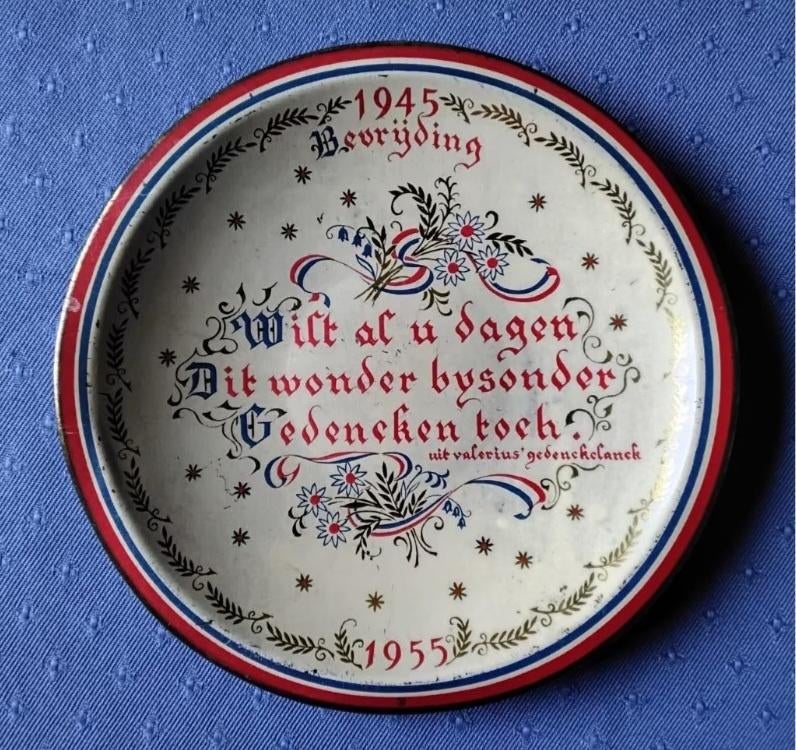 1945
Bevrijding
Wilt al u dagen
Dit wonder bysonder
Gedencken toch.
uit valerius' gedenckclanck
1955